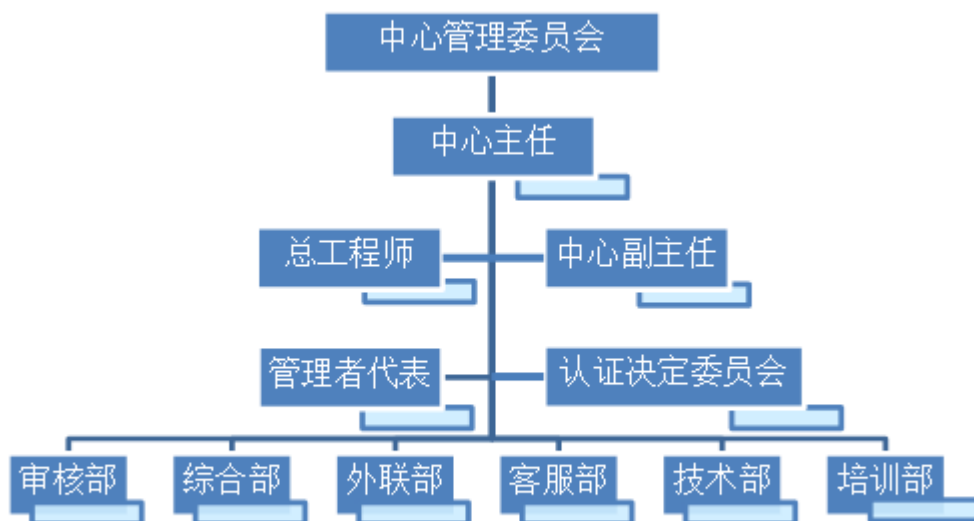 中心管理委员会
中心主任
总工程师
中心副主任
管理者代表
认证决定委员会
审核部
综合部
外联部
客服部
技术部
培训部